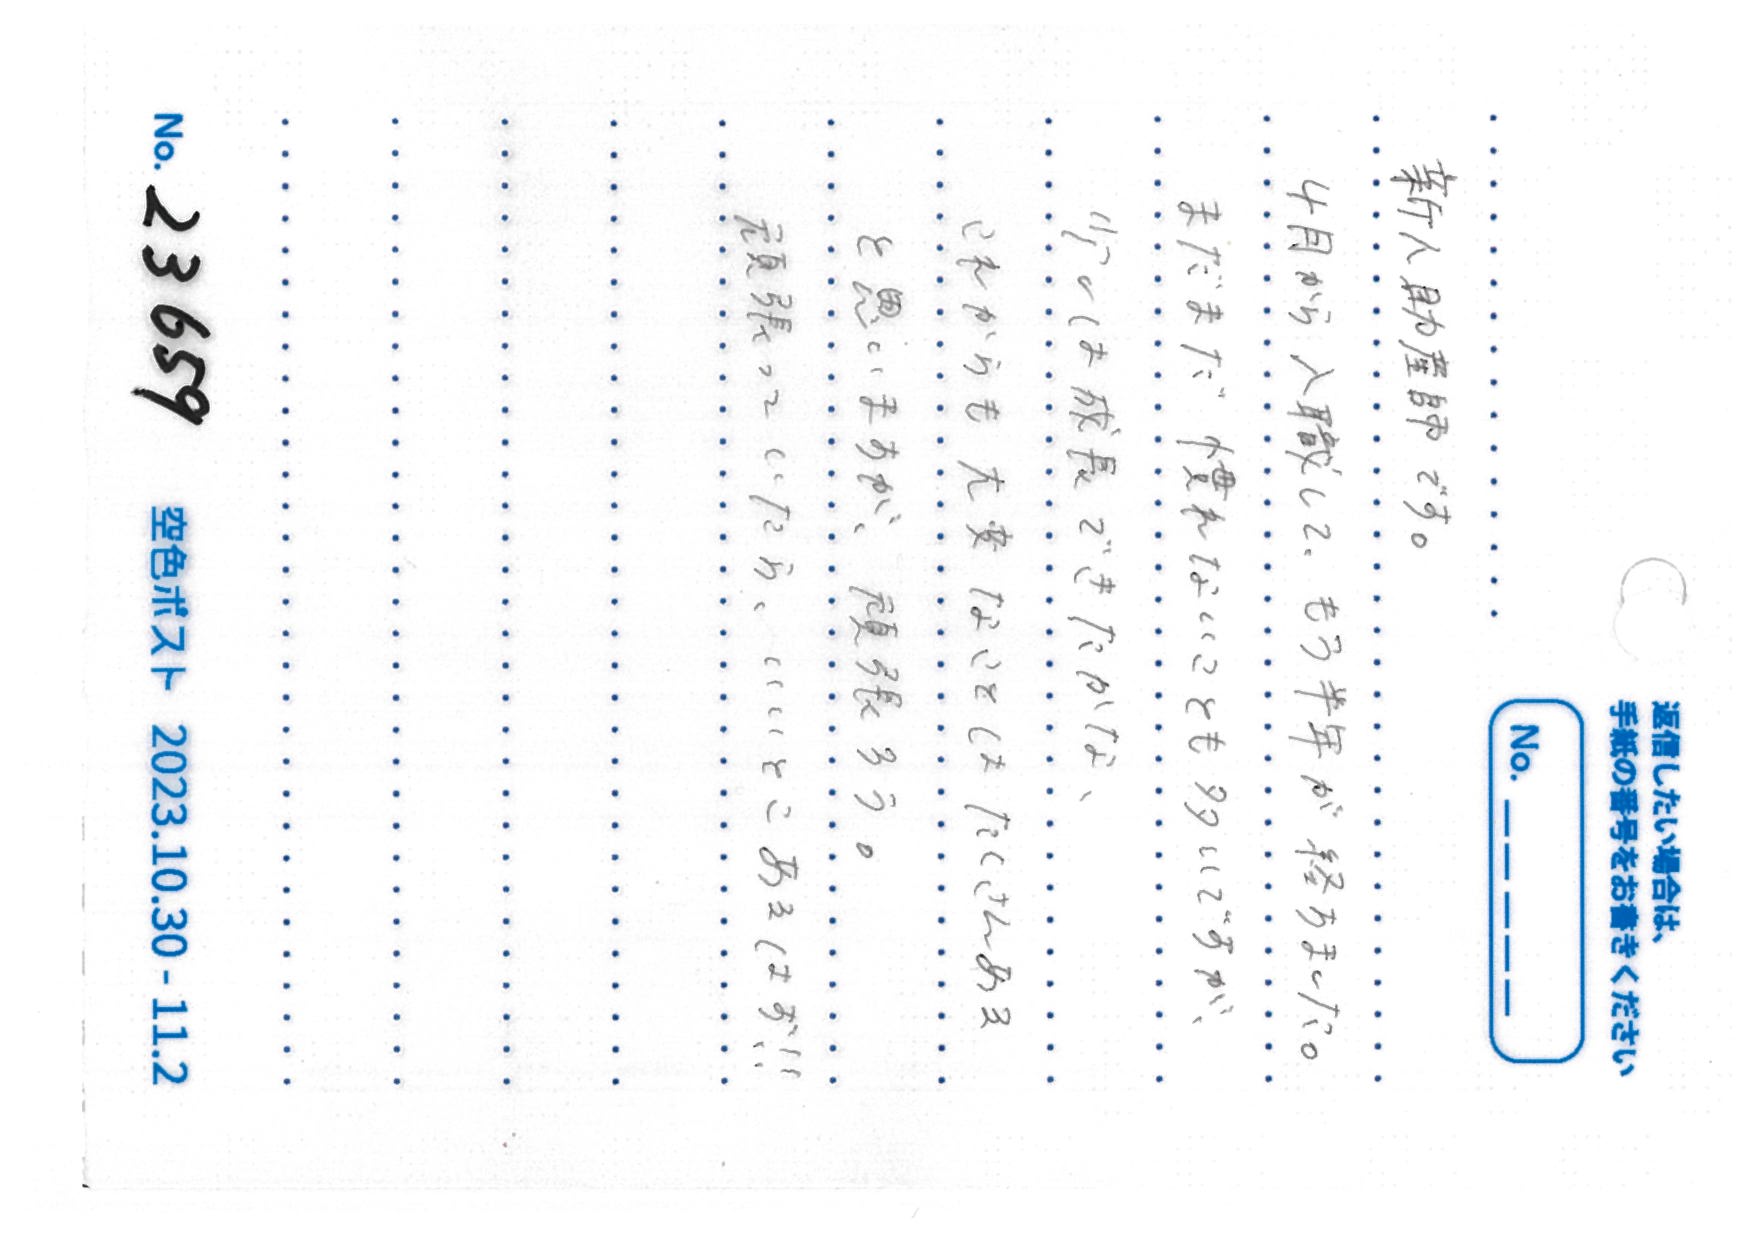 返信したい場合は、
手紙の番号をお書きください
No. _ _ _ _ _
新人助産師です。
4月から入職して、もう半年が経ちました。
まだまだ慣れないことも多いですが、
少しは成長できたかな、
これからも大変なことはたくさんある
と思いますが、頑張ろう。
頑張っていたら、いいとこあるはず!!
No. 23659
空色ポスト 2023.10.30 - 11.2